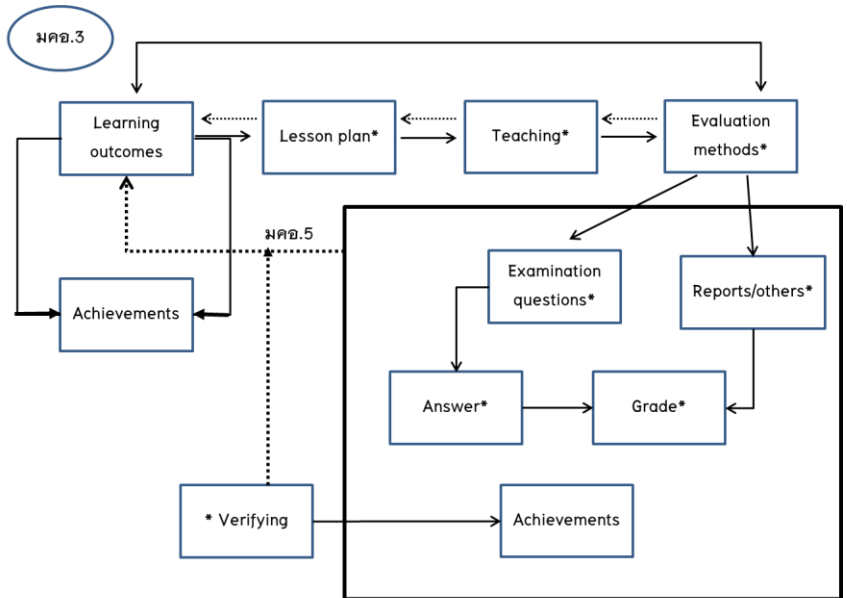 มคอ.3
Learning
outcomes
Lesson plan*
Teaching*
Evaluation
methods*
มคอ.5
Examination
questions*
Reports/others*
Achievements
Answer*
Grade*
* Verifying
Achievements